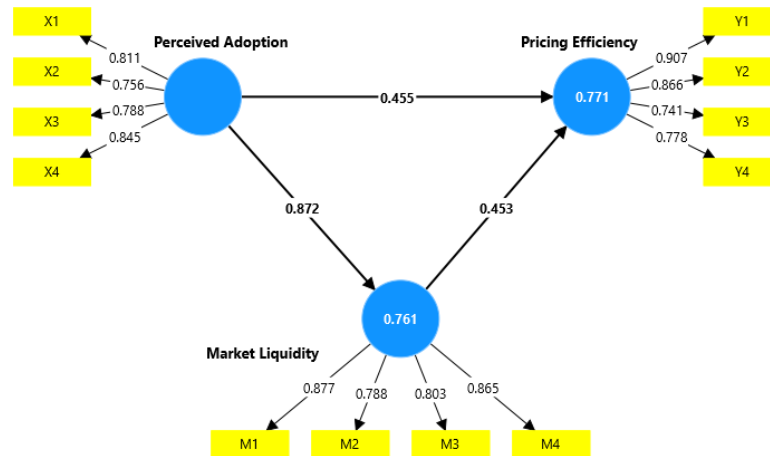 X1
X2
X3
X4
0.811
0.756
0.788
0.845
Perceived Adoption
0.455
Pricing Efficiency
0.771
0.907
0.866
0.741
0.778
Y1
Y2
Y3
Y4
0.872
0.453
0.761
Market Liquidity
0.877
0.788
0.803
0.865
M1
M2
M3
M4